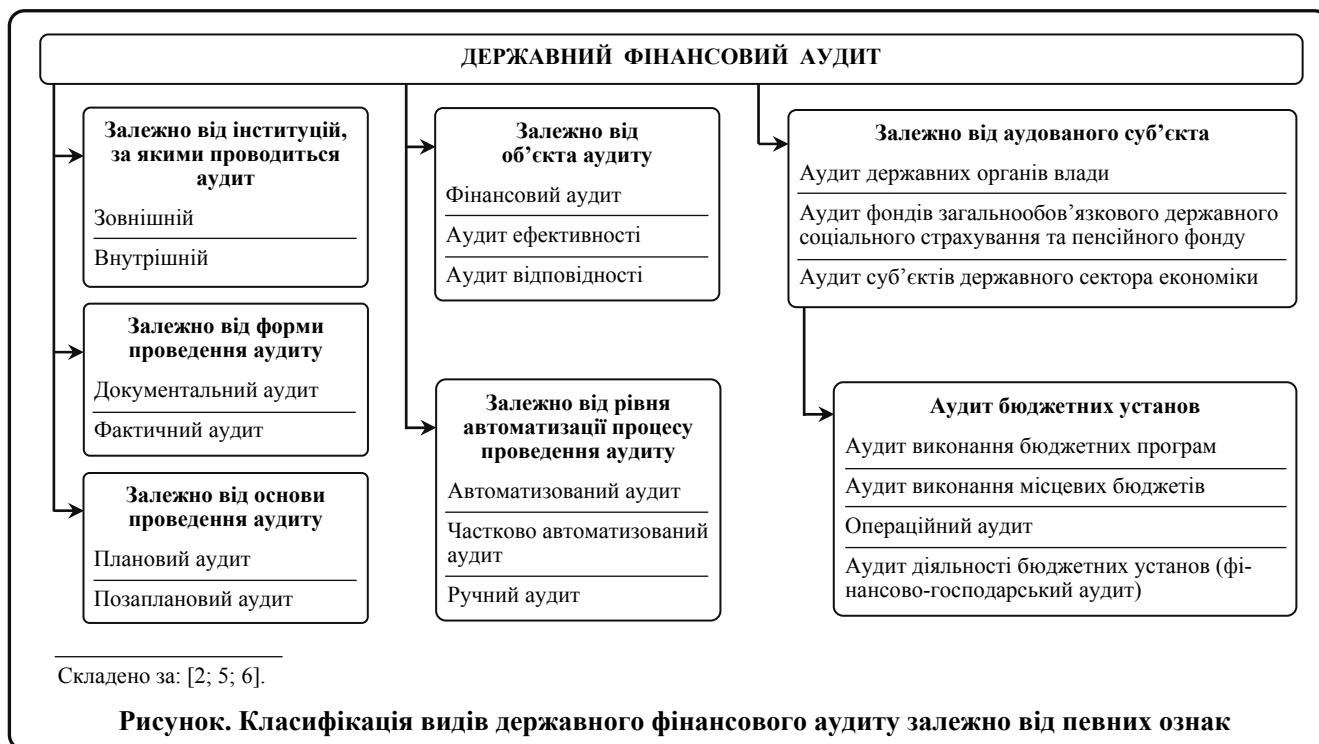 ДЕРЖАВНИЙ ФІНАНСОВИЙ АУДИТ
Залежно від інституцій,
за якими проводиться
аудит
Зовнішній
Внутрішній
Залежно від форми
проведення аудиту
Документальний аудит
Фактичний аудит
Залежно від основи
проведення аудиту
Плановий аудит
Позаплановий аудит
Залежно від
об’єкта аудиту
Фінансовий аудит
Аудит ефективності
Аудит відповідності
Залежно від рівня
автоматизації процесу
проведення аудиту
Автоматизований аудит
Частково автоматизований
аудит
Ручний аудит
Залежно від аудованого суб’єкта
Аудит державних органів влади
Аудит фондів загальнообов’язкового державного
соціального страхування та пенсійного фонду
Аудит суб’єктів державного сектора економіки
Аудит бюджетних установ
Аудит виконання бюджетних програм
Аудит виконання місцевих бюджетів
Операційний аудит
Аудит діяльності бюджетних установ (фі-
нансово-господарський аудит)
Складено за: [2; 5; 6].
Рисунок. Класифікація видів державного фінансового аудиту залежно від певних ознак